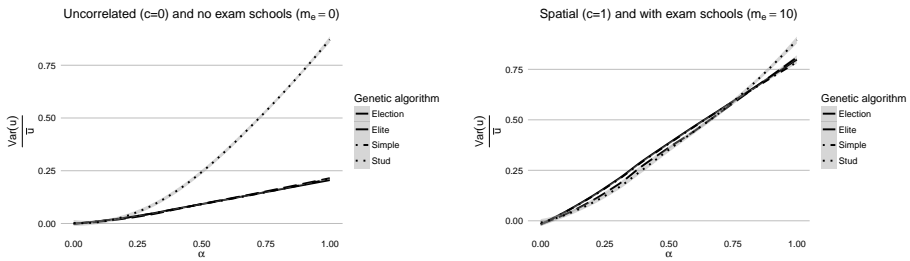 Uncorrelated (c=0) and no exam schools (mₑ = 0)
0.75
0.50
0.25
0.00
Var(u)
u̅
0.00 0.25 0.50 0.75 1.00
α
Genetic algorithm
Election
Elite
Simple
Stud
Spatial (c=1) and with exam schools (mₑ = 10)
0.75
0.50
0.25
0.00
Var(u)
u̅
0.00 0.25 0.50 0.75 1.00
α
Genetic algorithm
Election
Elite
Simple
Stud